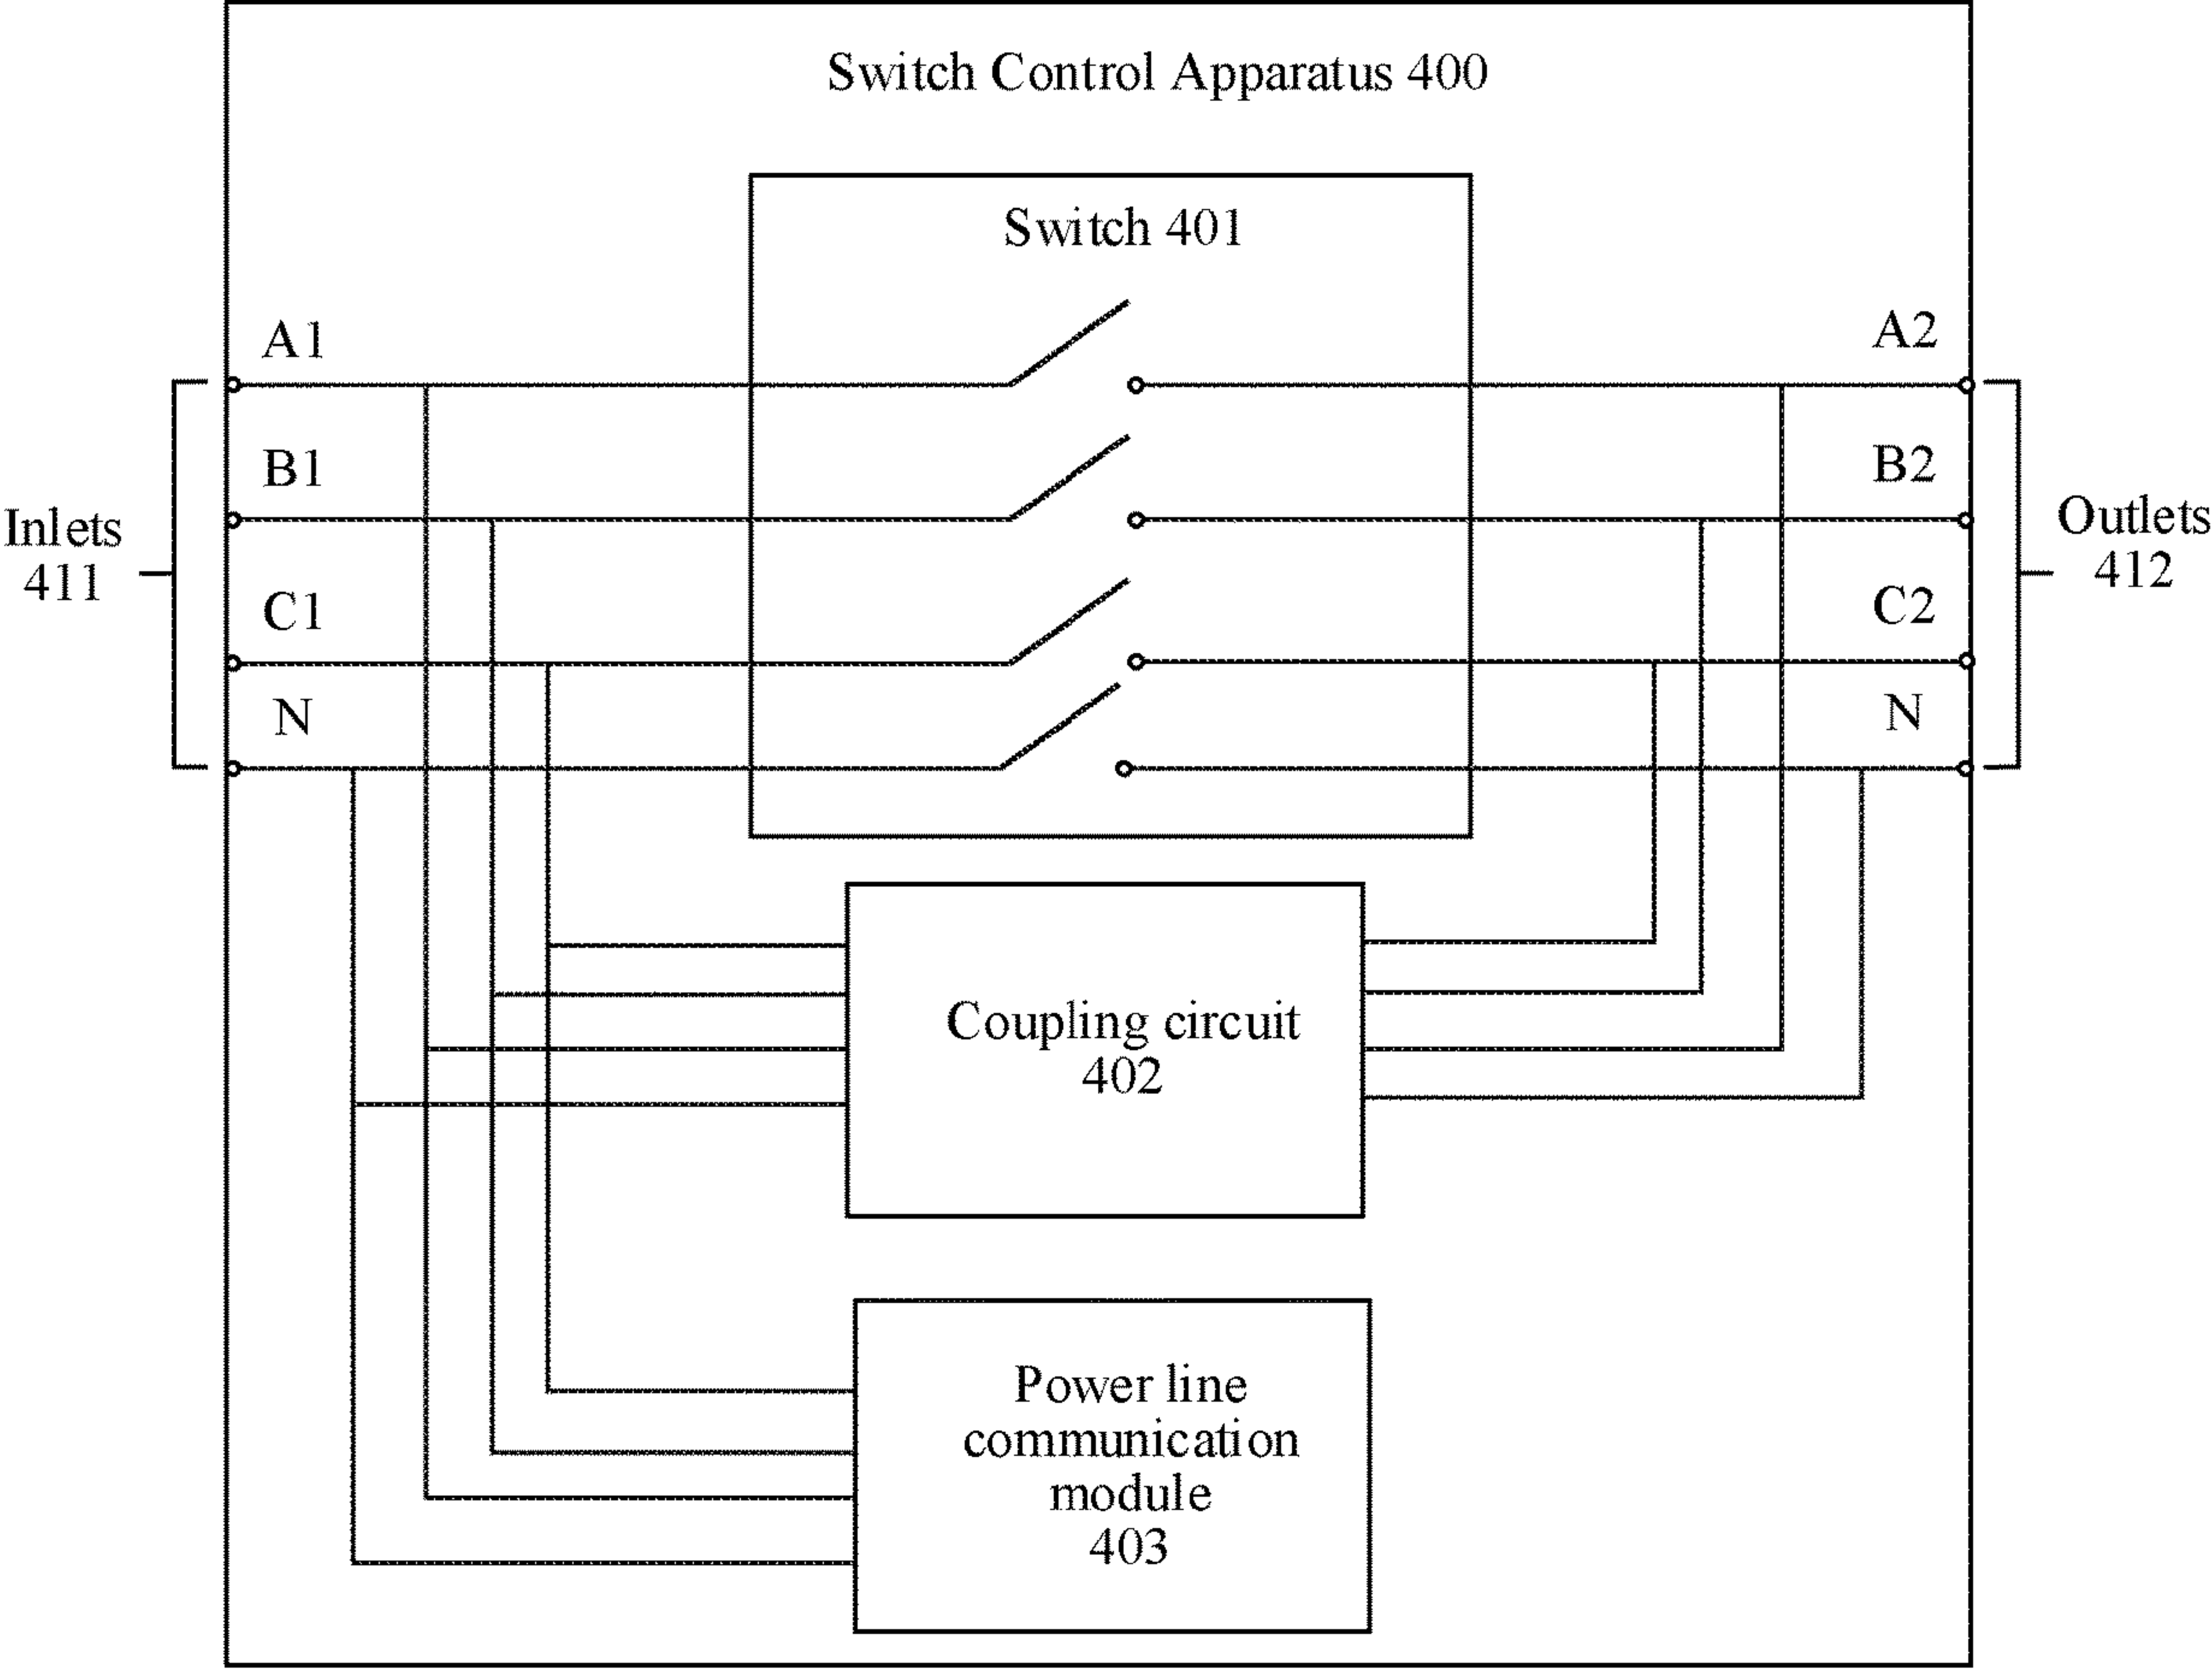 Switch Control Apparatus 400
Switch 401
A1
A2
B1
B2
Inlets
411
Outlets
412
C1
C2
N
N
Coupling circuit
402
Power line
communication
module
403